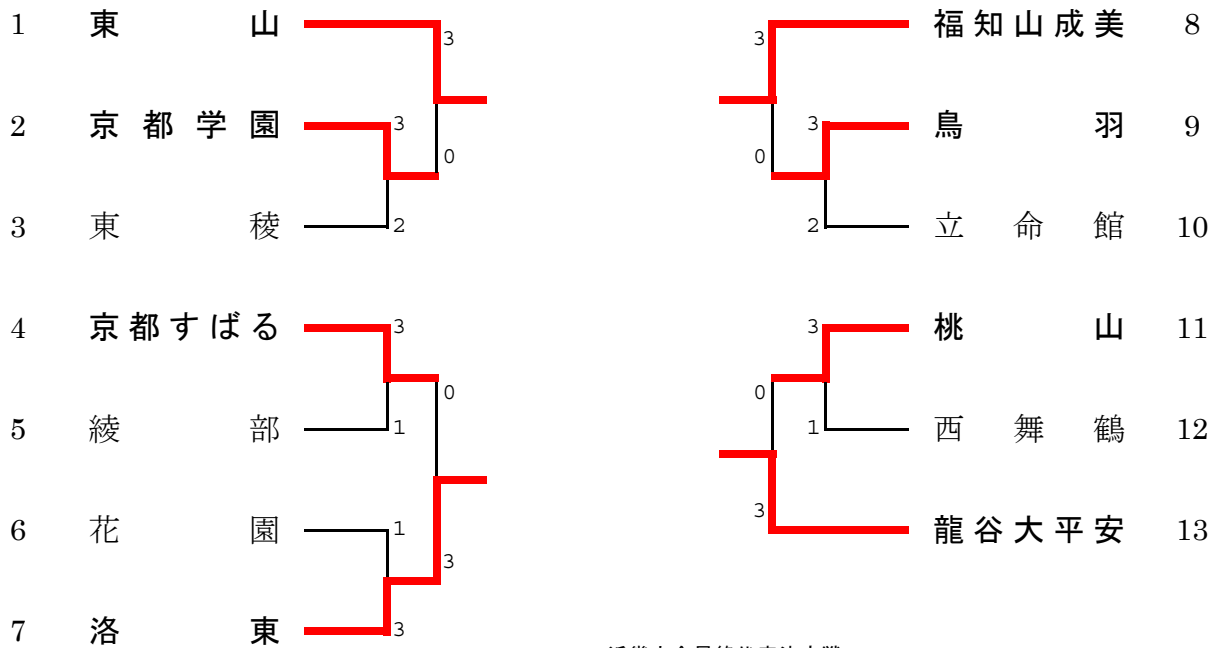 1 東山 3 3 福知山成美 8
2 京都学園 3 3 鳥羽 9
0 0
3 東稜 2 2 立命館 10
4 京都すばる 3 3 桃山 11
0 0
5 綾部 1 1 西舞鶴 12
6 花園 1 3 龍谷大平安 13
3
7 洛東 3